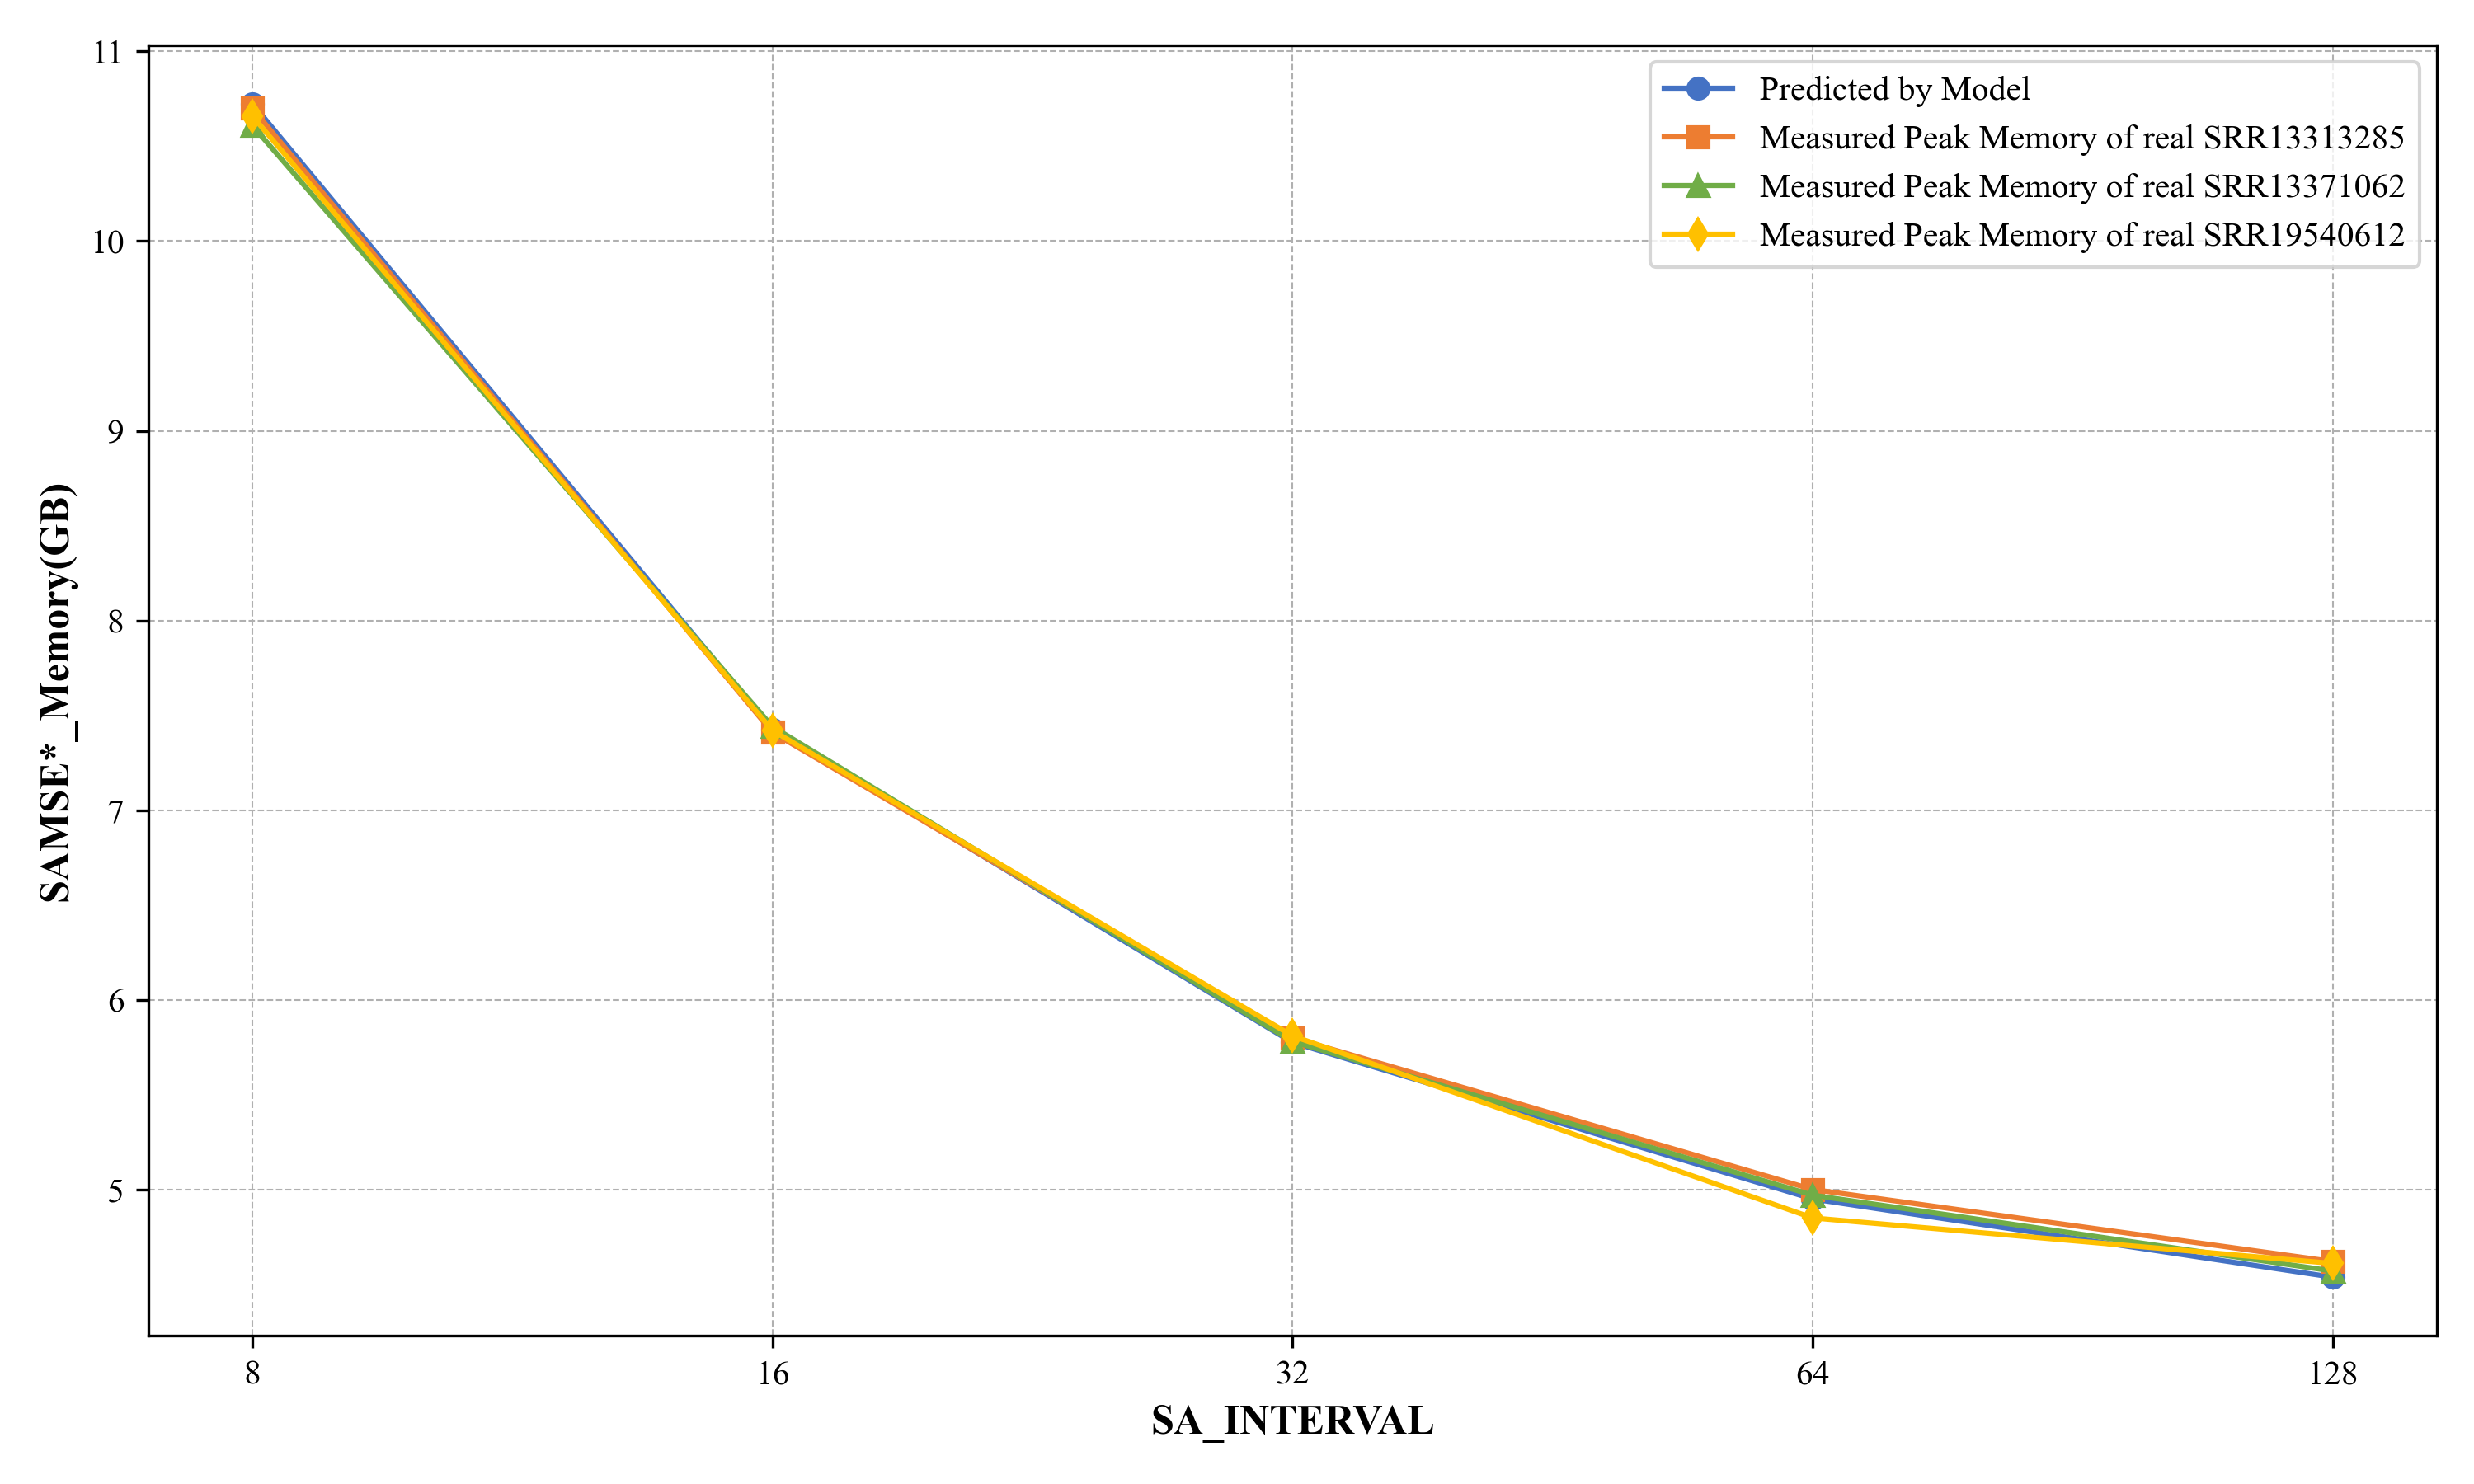 11
10
9
8
7
6
5
SAMSE*_Memory(GB)
Predicted by Model
Measured Peak Memory of real SRR13313285
Measured Peak Memory of real SRR13371062
Measured Peak Memory of real SRR19540612
8 16 32 64 128
SA_INTERVAL